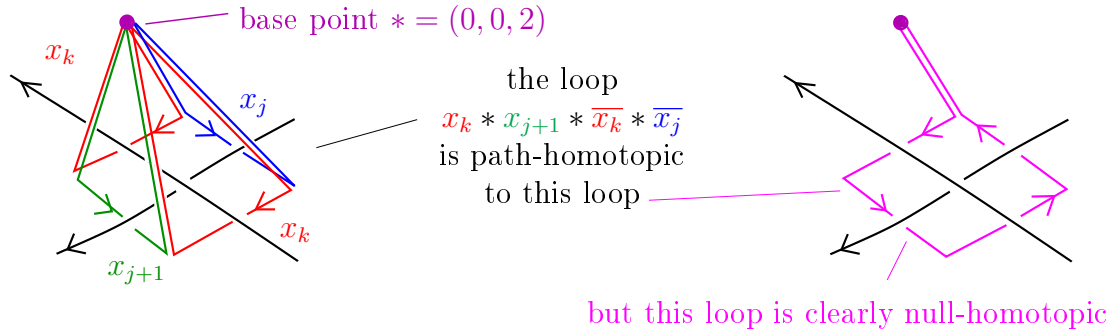 base point ∗ = (0, 0, 2)
x_k
x_j
the loop
x_k ∗ x_{j+1} ∗ \overline{x_k} ∗ \overline{x_j}
is path-homotopic
to this loop
x_k
x_{j+1}
but this loop is clearly null-homotopic